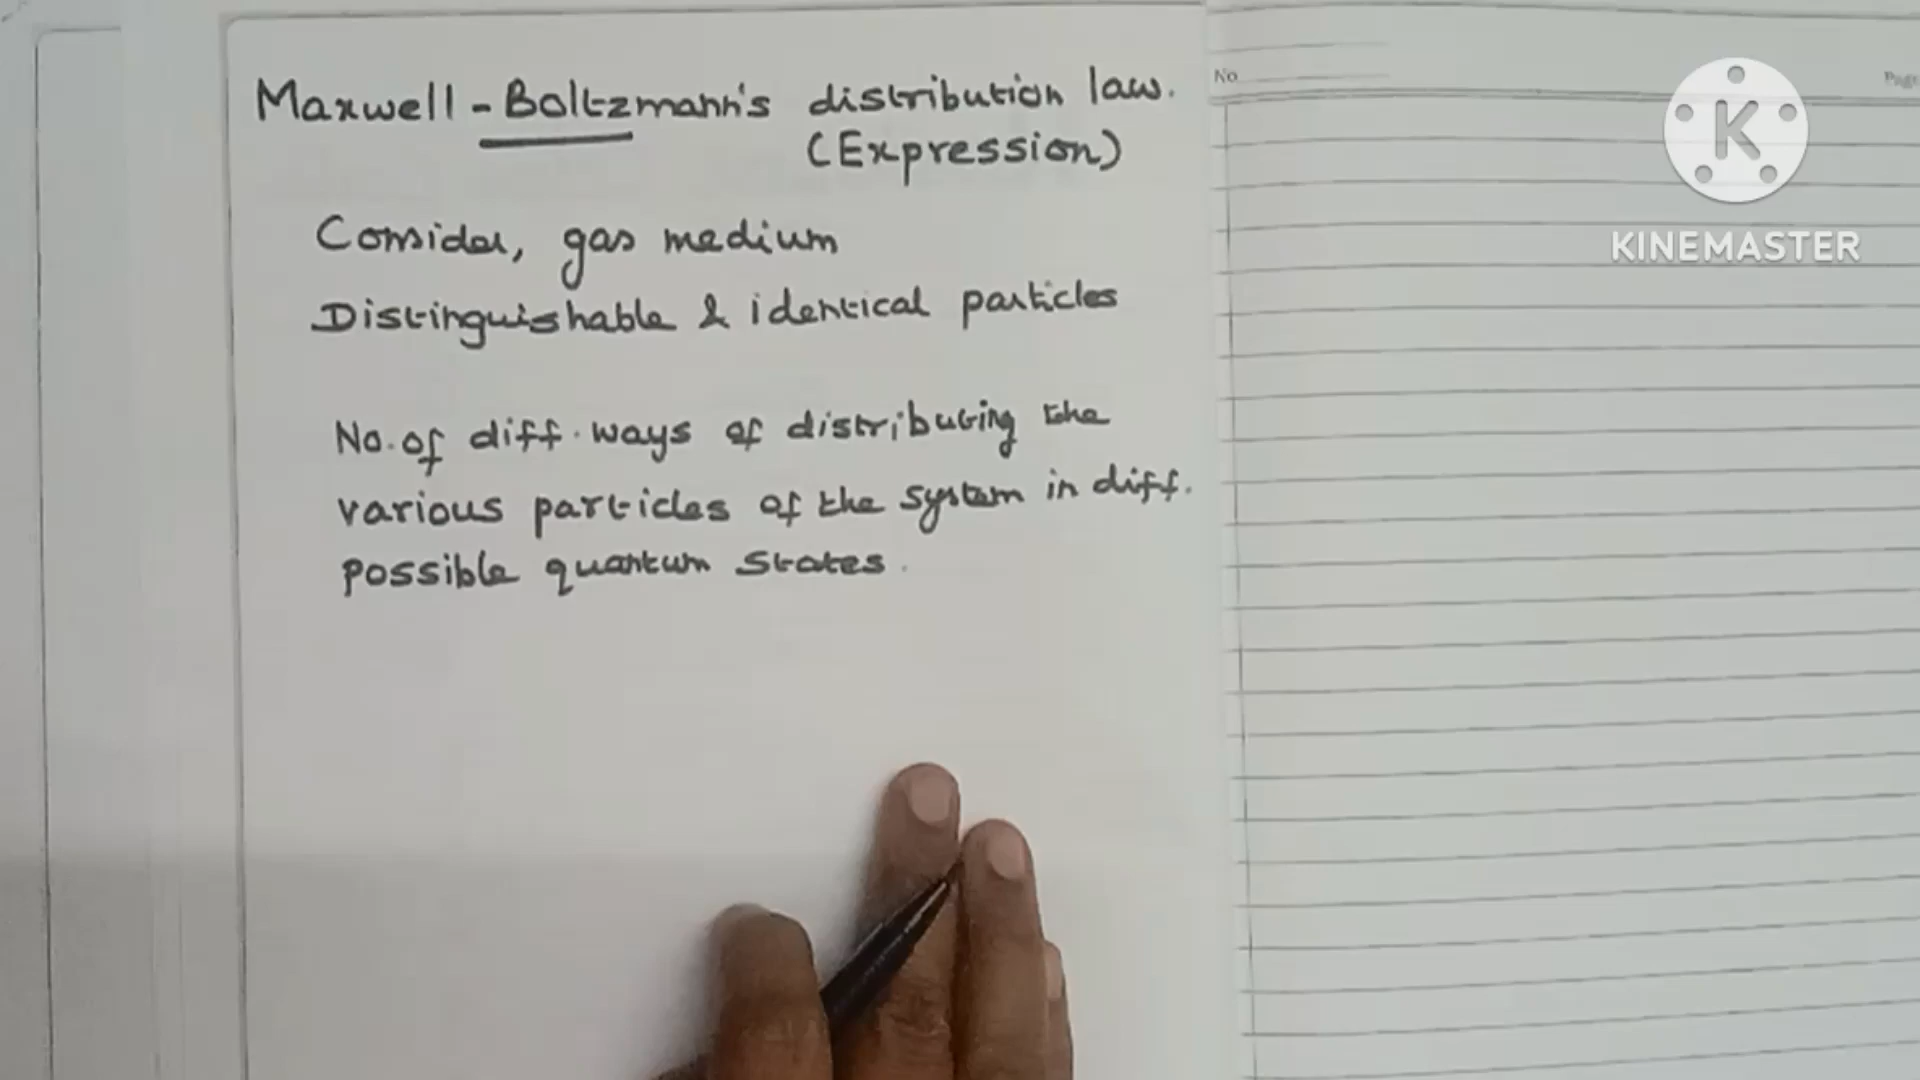 Maxwell - Boltzmann's distribution law.
(Expression)
Consider, gas medium
Distinguishable & identical particles
No. of diff. ways of distributing the
various particles of the system in diff.
possible quantum states.
No
Page
K
KINEMASTER